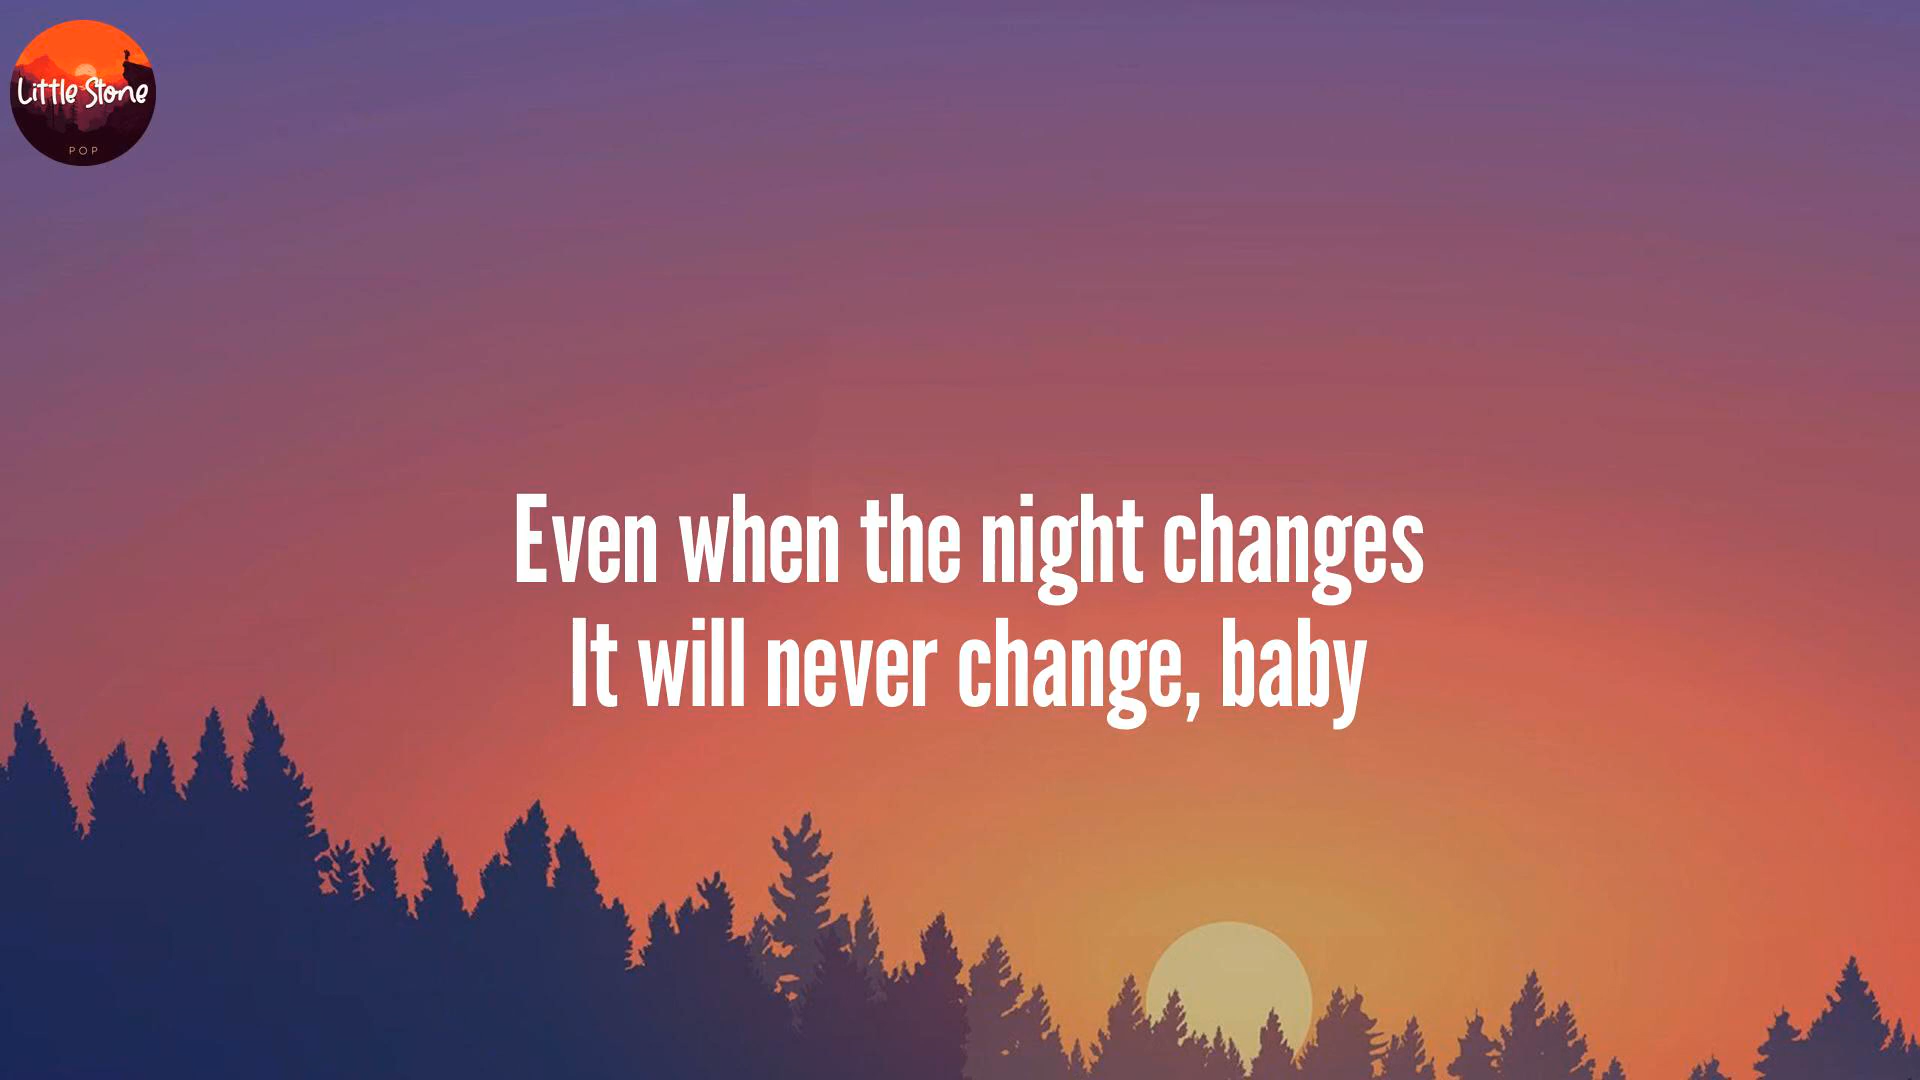 Little Stone
POP
Even when the night changes
It will never change, baby